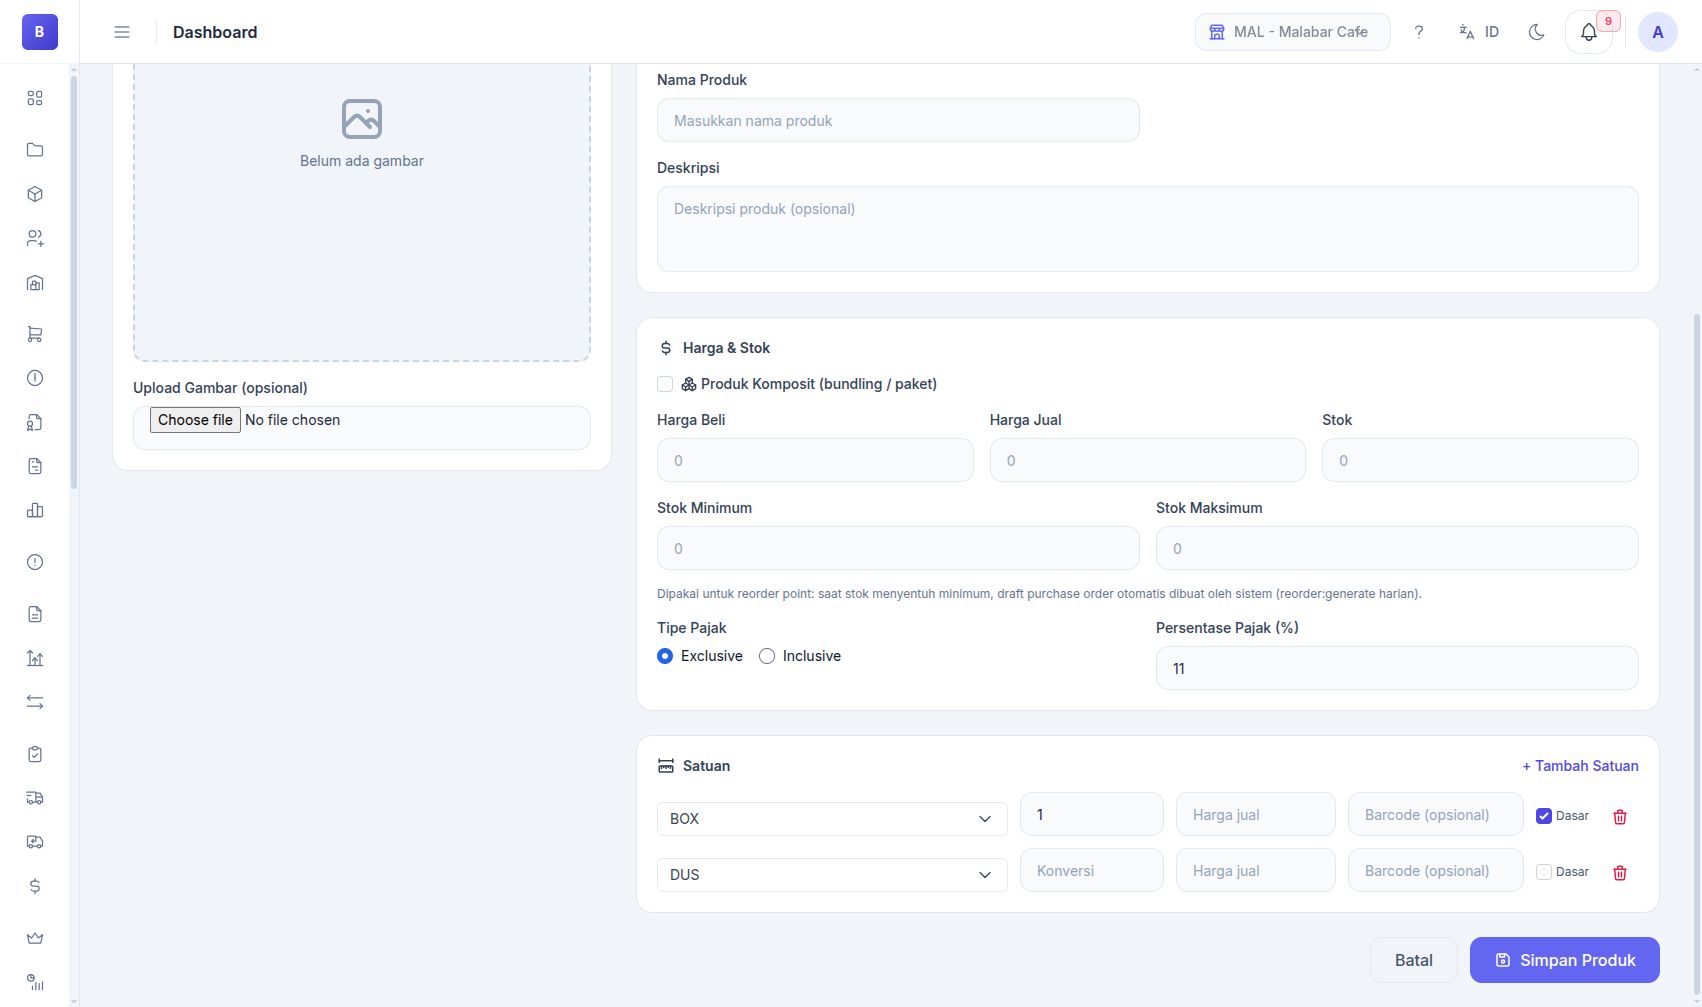 B
Dashboard
MAL - Malabar Cafe
?
ID
9
A
Belum ada gambar
Upload Gambar (opsional)
Choose file No file chosen
Nama Produk
Masukkan nama produk
Deskripsi
Deskripsi produk (opsional)
Harga & Stok
Produk Komposit (bundling / paket)
Harga Beli Harga Jual Stok
0 0 0
Stok Minimum Stok Maksimum
0 0
Dipakai untuk reorder point: saat stok menyentuh minimum, draft purchase order otomatis dibuat oleh sistem (reorder:generate harian).
Tipe Pajak Persentase Pajak (%)
Exclusive Inclusive
11
Satuan + Tambah Satuan
BOX 1 Harga jual Barcode (opsional) Dasar
DUS Konversi Harga jual Barcode (opsional) Dasar
Batal Simpan Produk